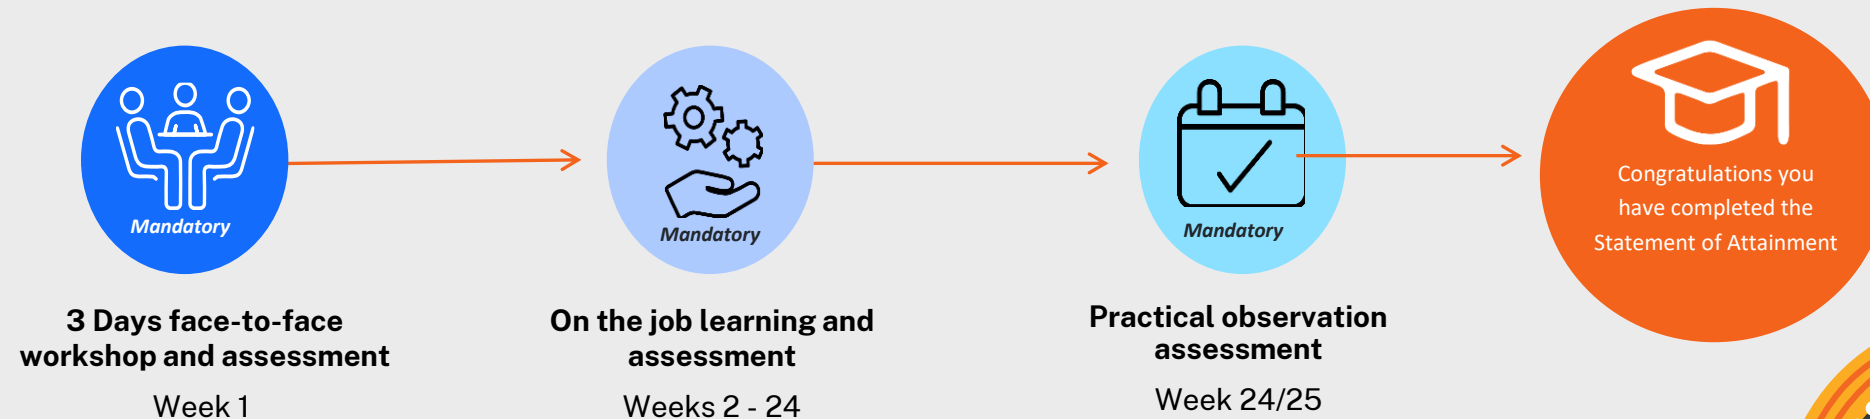 Mandatory
3 Days face-to-face
workshop and assessment
Week 1
Mandatory
On the job learning and
assessment
Weeks 2 - 24
Mandatory
Practical observation
assessment
Week 24/25
Congratulations you
have completed the
Statement of Attainment